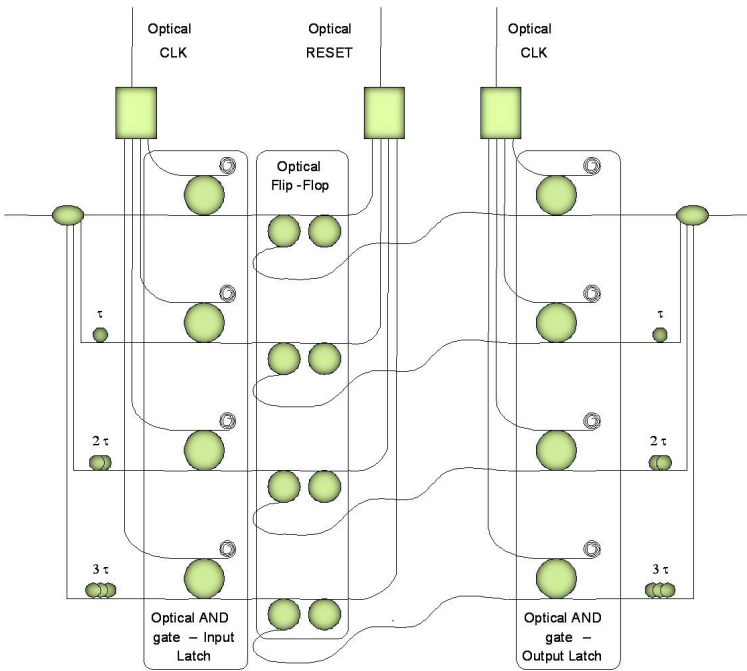 Optical
CLK
Optical
RESET
Optical
CLK
Optical
Flip -Flop
τ
τ
2 τ
2τ
3 τ
3 τ
Optical AND
gate – Input
Latch
Optical AND
gate –
Output Latch